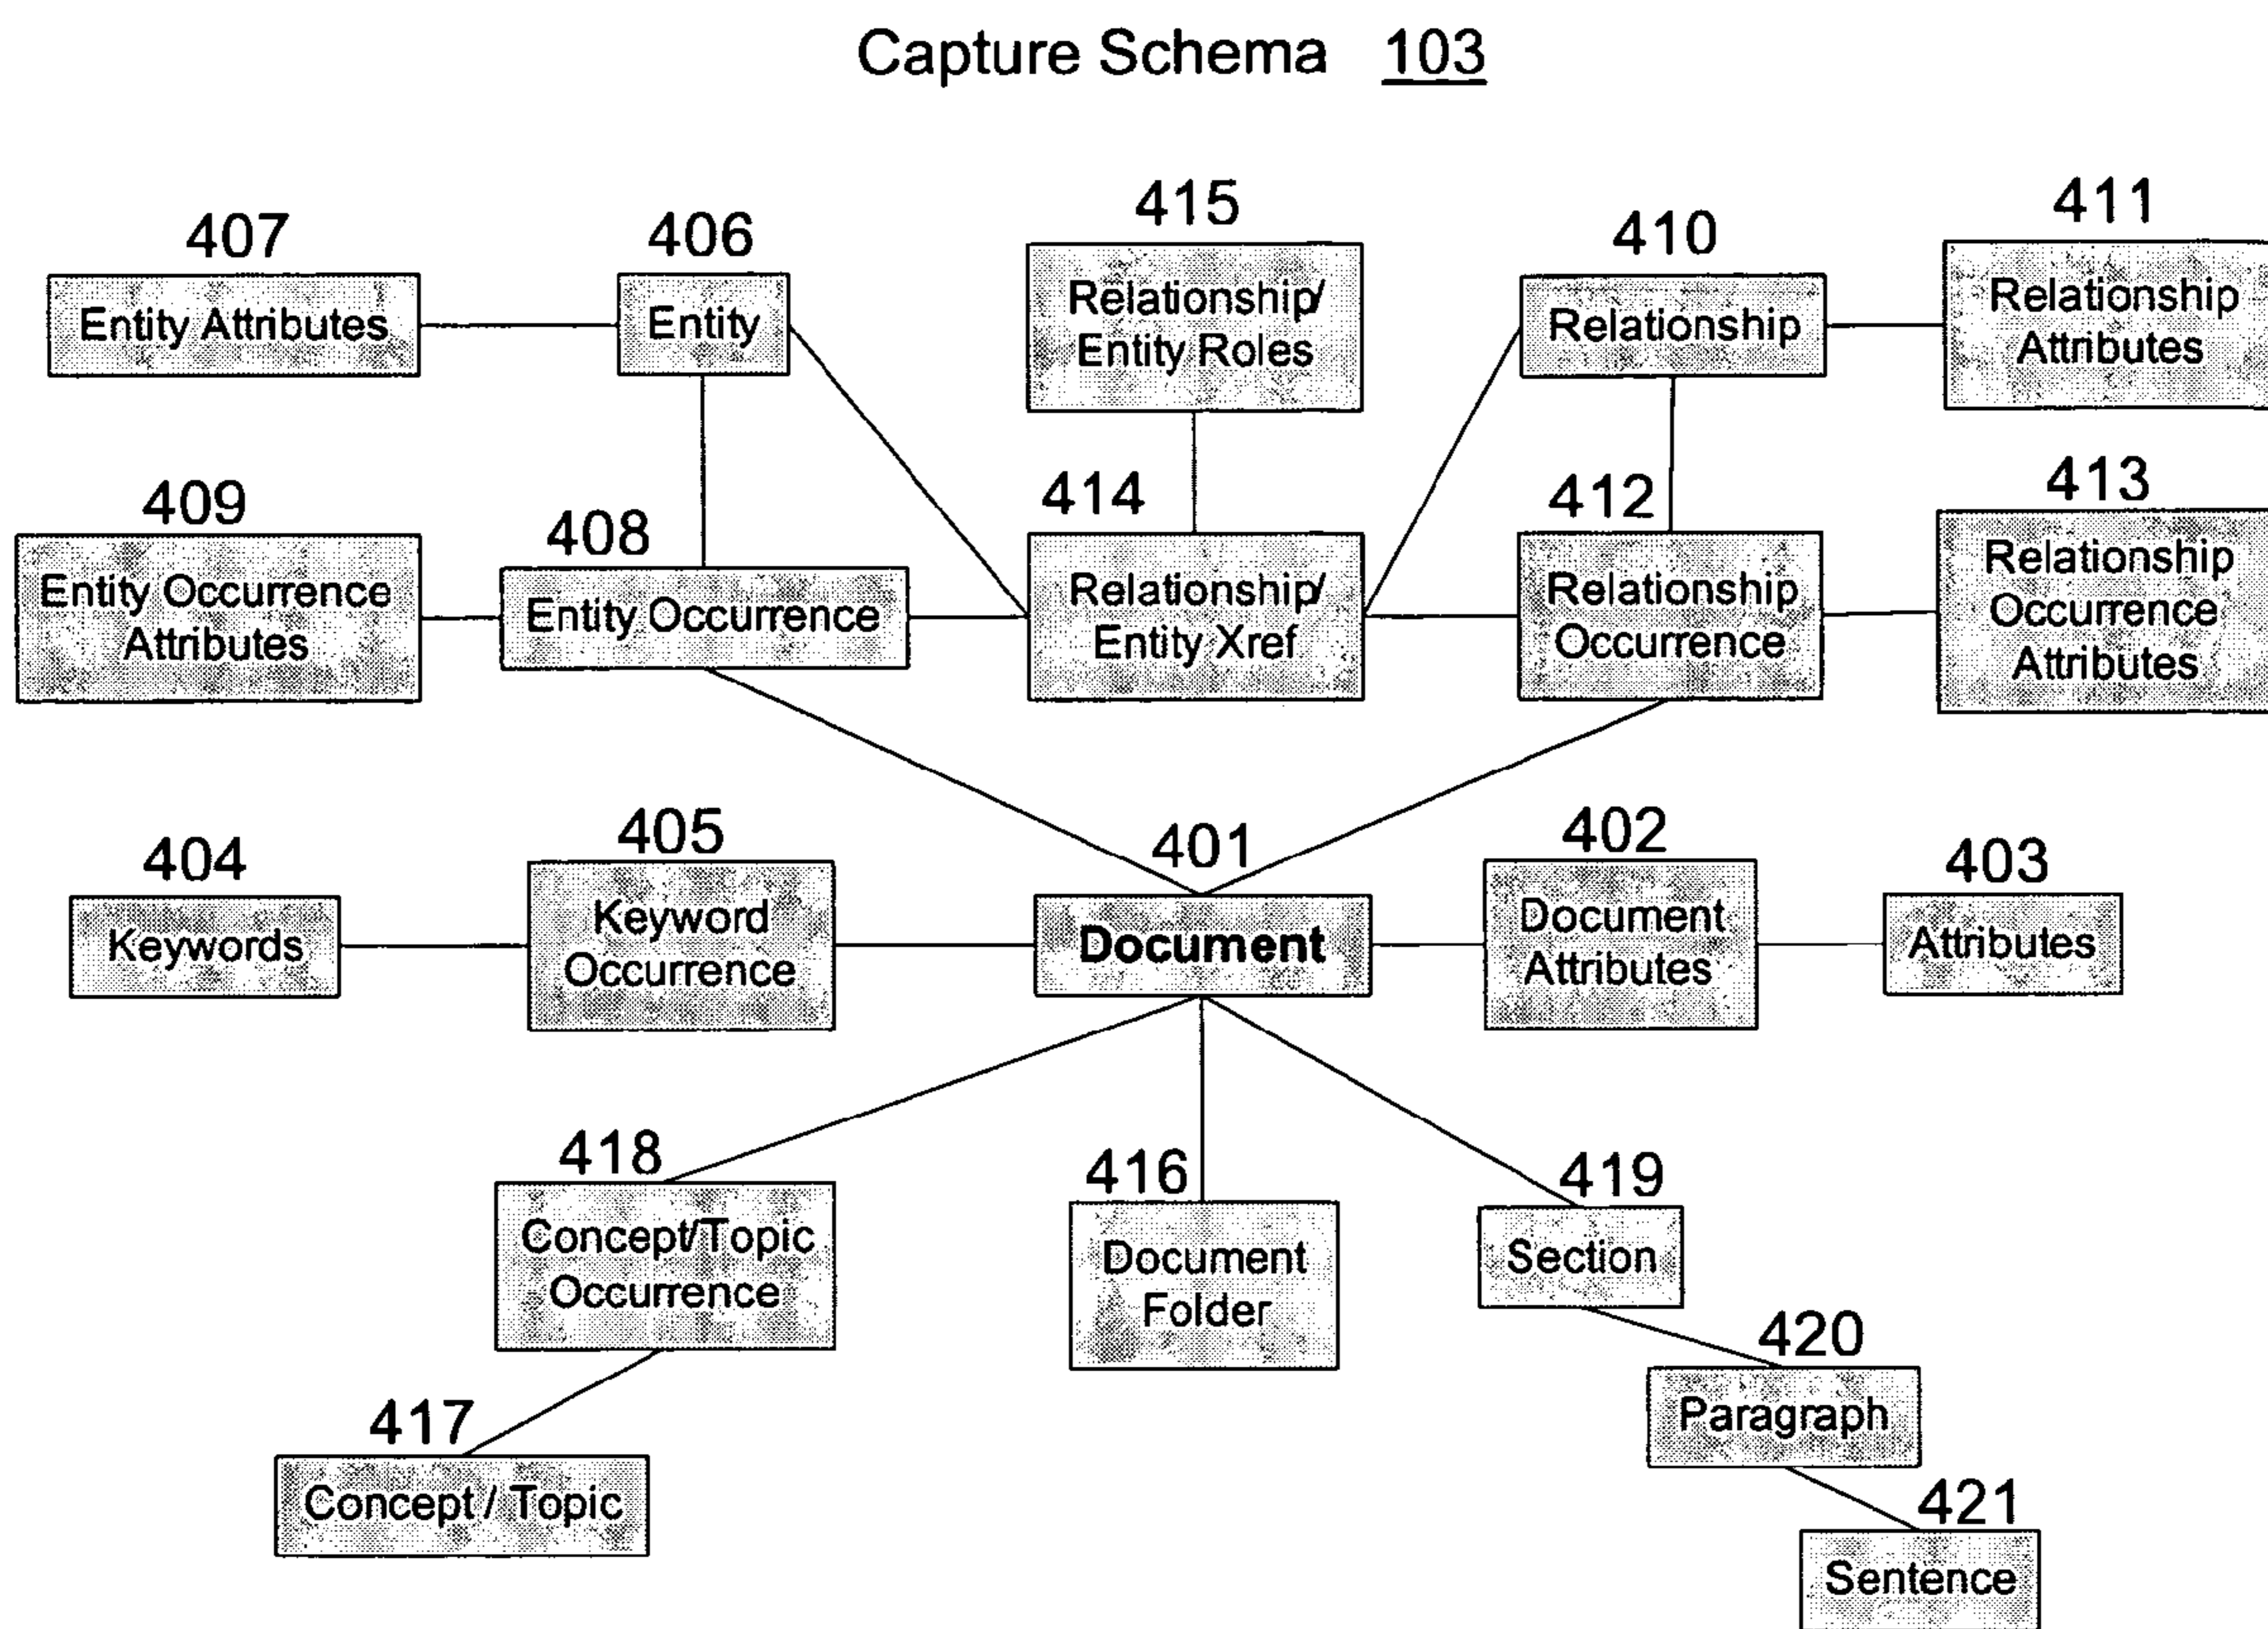 Capture Schema 103
407
Entity Attributes
406
Entity
415
Relationship/
Entity Roles
410
Relationship
411
Relationship
Attributes
409
Entity Occurrence
Attributes
408
Entity Occurrence
414
Relationship/
Entity Xref
412
Relationship
Occurrence
413
Relationship
Occurrence
Attributes
404
Keywords
405
Keyword
Occurrence
401
Document
402
Document
Attributes
403
Attributes
418
Concept/Topic
Occurrence
416
Document
Folder
419
Section
420
Paragraph
417
Concept / Topic
421
Sentence